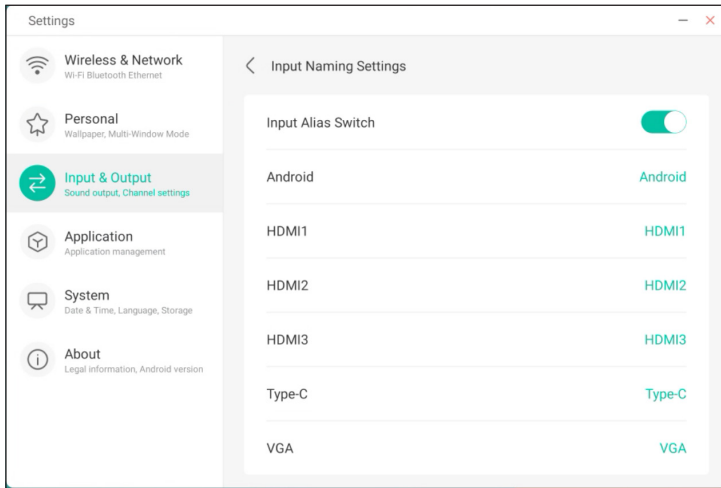 Settings
Wireless & Network
Wi-Fi Bluetooth Ethernet
Personal
Wallpaper, Multi-Window Mode
Input & Output
Sound output, Channel settings
Application
Application management
System
Date & Time, Language, Storage
About
Legal information, Android version
Input Naming Settings
Input Alias Switch
Android Android
HDMI1 HDMI1
HDMI2 HDMI2
HDMI3 HDMI3
Type-C Type-C
VGA VGA